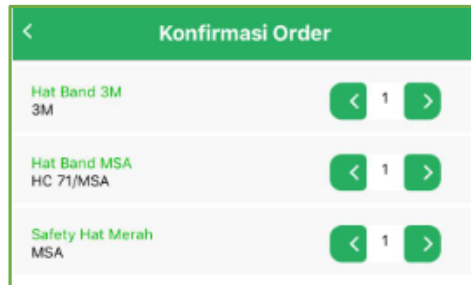 Konfirmasi Order
Hat Band 3M
3M
1
Hat Band MSA
HC 71/MSA
1
Safety Hat Merah
MSA
1